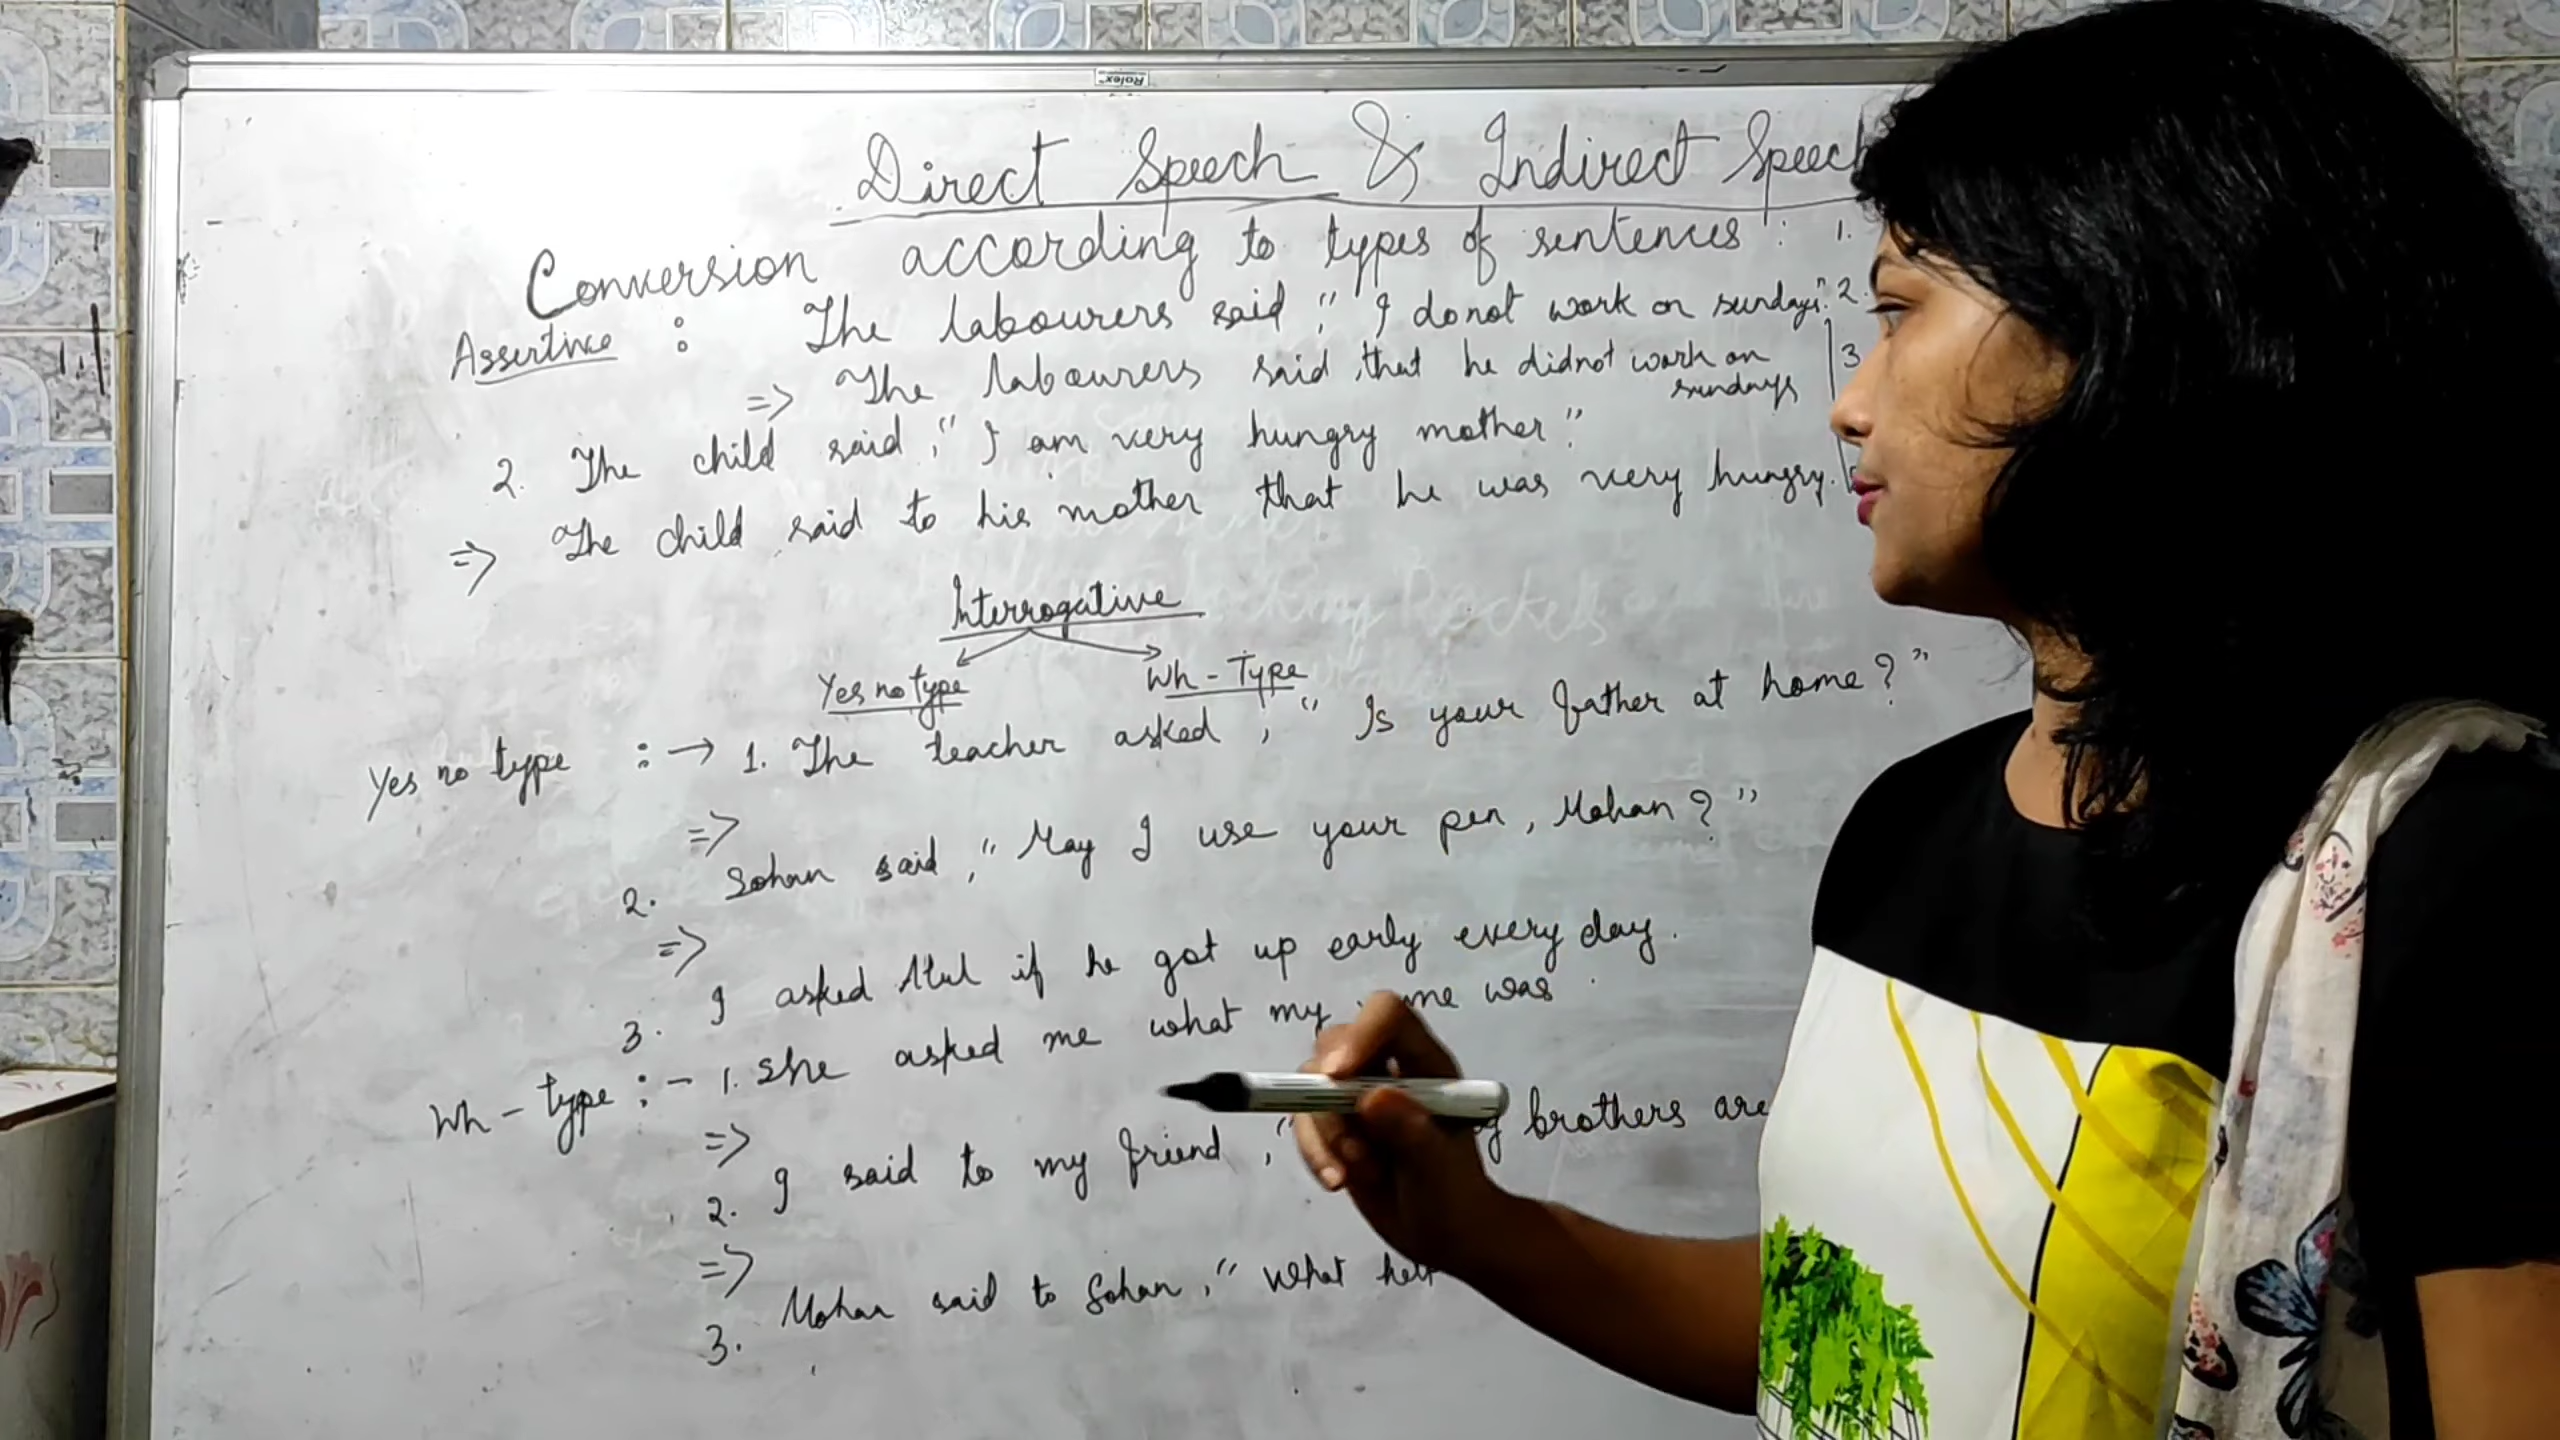 Rolex
Direct Speech & Indirect Speech
Conversion according to types of sentences : 1.
Assertive : The labourers said, "I do not work on sundays". 2.
=> The labourers said, that he didnot work on sundays 3
2. The child said, "I am very hungry mother".
=> The child said to his mother that he was very hungry.
Interrogative
Yes no type Wh - Type
Yes no type :→ 1. The teacher asked, "Is your father at home?"
=>
2. Sohan said, "May I use your pen, Mohan?"
=>
3. I asked Atul if he got up early every day.
Wh - type :- 1. She asked me what my was.
=>
2. I said to my friend, " brothers are
=>
3. Mohan said to Sohan, "What